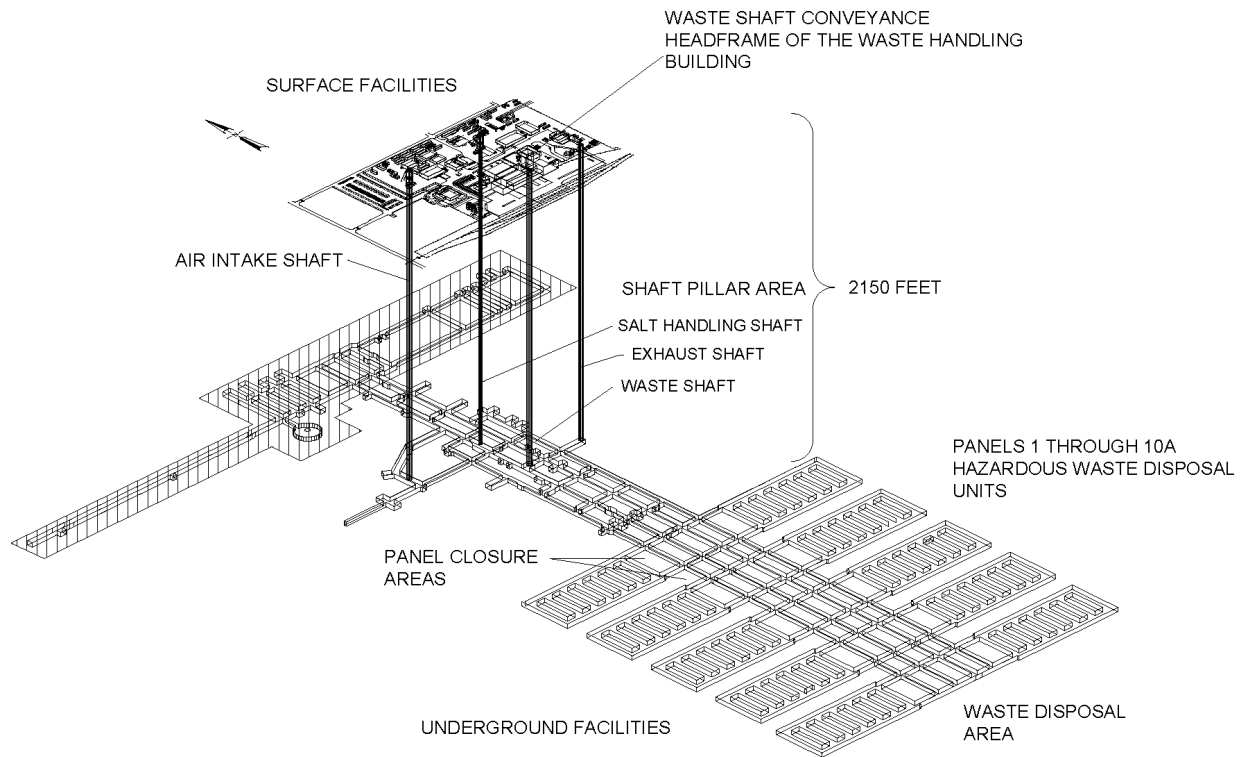 WASTE SHAFT CONVEYANCE
HEADFRAME OF THE WASTE HANDLING
BUILDING
SURFACE FACILITIES
AIR INTAKE SHAFT
SHAFT PILLAR AREA
2150 FEET
SALT HANDLING SHAFT
EXHAUST SHAFT
WASTE SHAFT
PANELS 1 THROUGH 10A
HAZARDOUS WASTE DISPOSAL
UNITS
PANEL CLOSURE
AREAS
UNDERGROUND FACILITIES
WASTE DISPOSAL
AREA